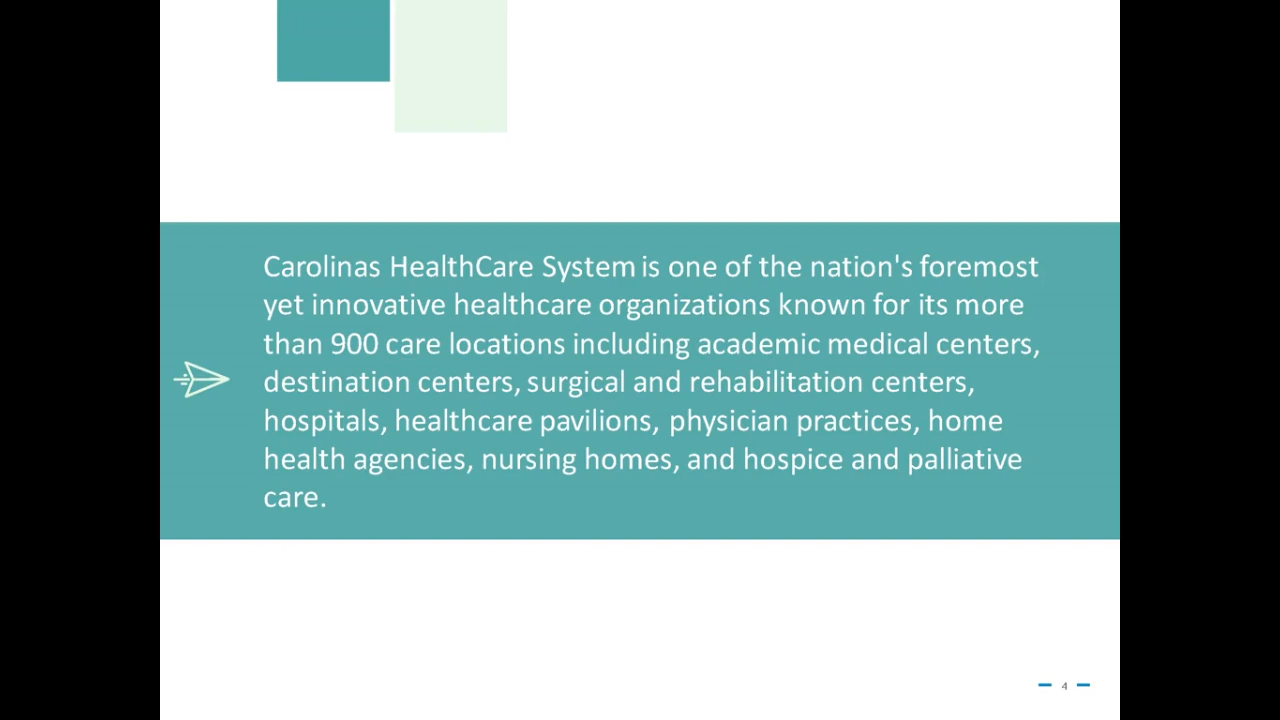 Carolinas HealthCare System is one of the nation's foremost
yet innovative healthcare organizations known for its more
than 900 care locations including academic medical centers,
destination centers, surgical and rehabilitation centers,
hospitals, healthcare pavilions, physician practices, home
health agencies, nursing homes, and hospice and palliative
care.
4